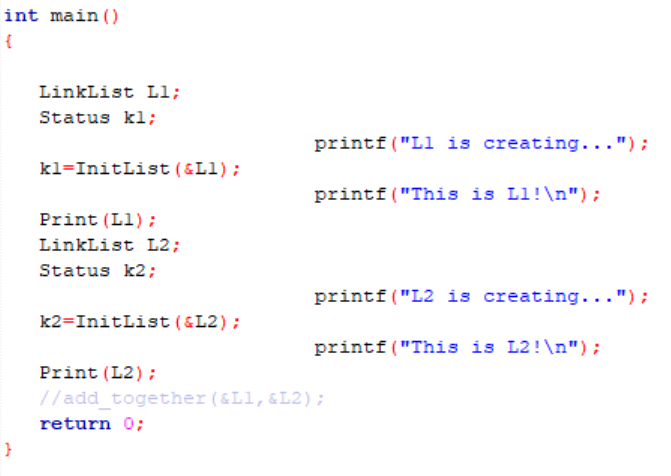 int main()
{
LinkList L1;
Status k1;
printf("L1 is creating...");
k1=InitList(&L1);
printf("This is L1!\n");
Print(L1);
LinkList L2;
Status k2;
printf("L2 is creating...");
k2=InitList(&L2);
printf("This is L2!\n");
Print(L2);
//add_together(&L1,&L2);
return 0;
}